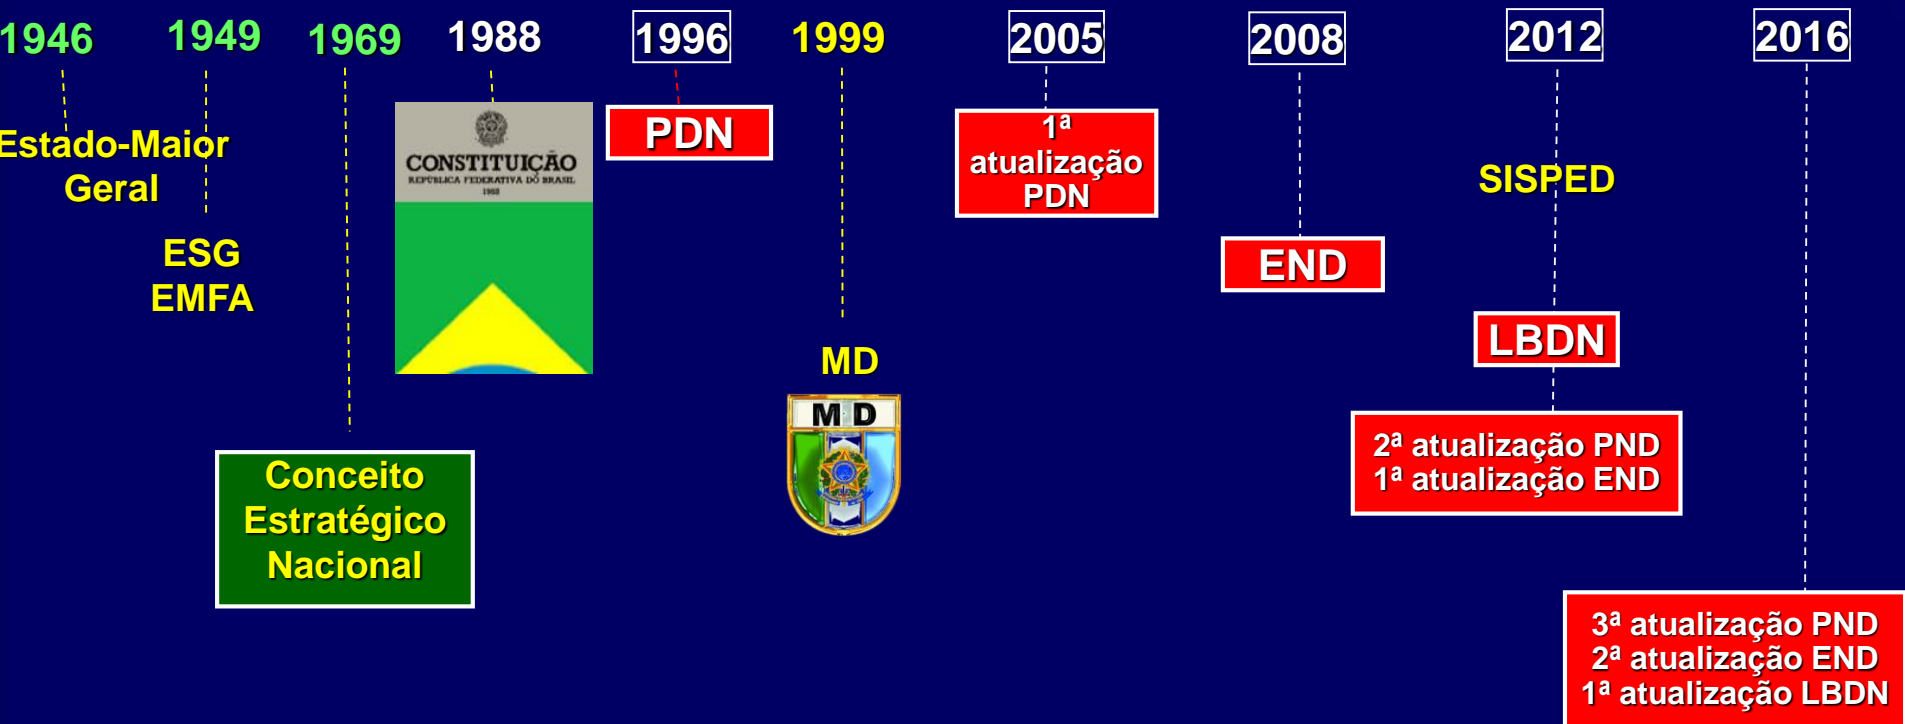 1946 1949 1969 1988 1996 1999 2005 2008 2012 2016
Estado-Maior
Geral
ESG
EMFA
Conceito
Estratégico
Nacional
CONSTITUIÇÃO
REPÚBLICA FEDERATIVA DO BRASIL
1988
PDN
MD
M D
1ª
atualização
PDN
END
SISPED
LBDN
2ª atualização PND
1ª atualização END
3ª atualização PND
2ª atualização END
1ª atualização LBDN